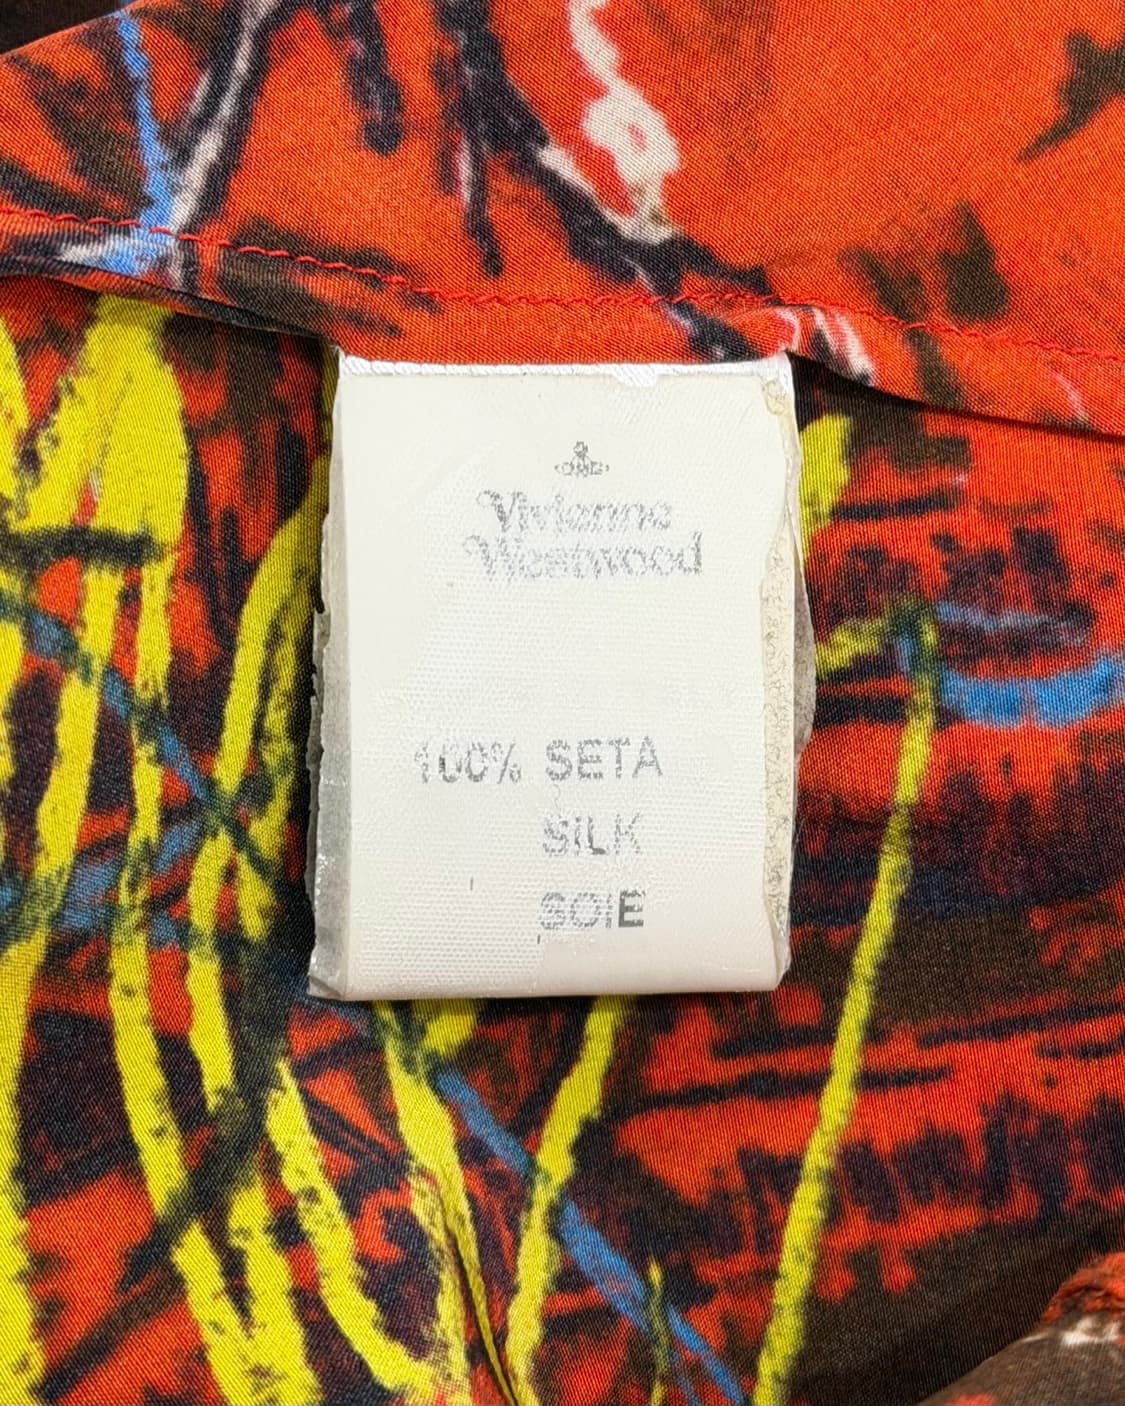 Vivienne
Westwood
100% SETA
SILK
SOIE